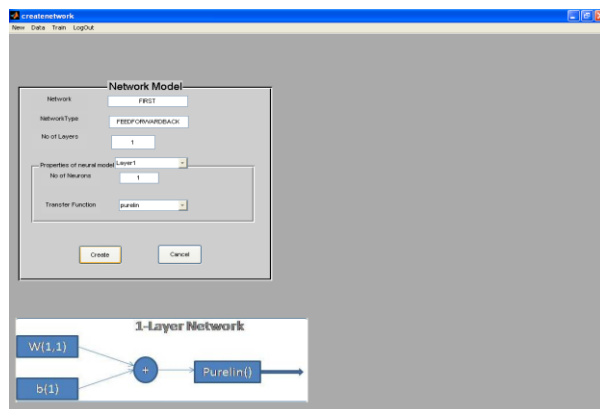 createnetwork
New Data Train LogOut
Network Model
Network FIRST
NetworkType FEEDFORWARDBACK
No of Layers 1
Properties of neural model Layer1
No of Neurons 1
Transfer Function purelin
Create Cancel
1-Layer Network
W(1,1)
+ Purelin()
b(1)